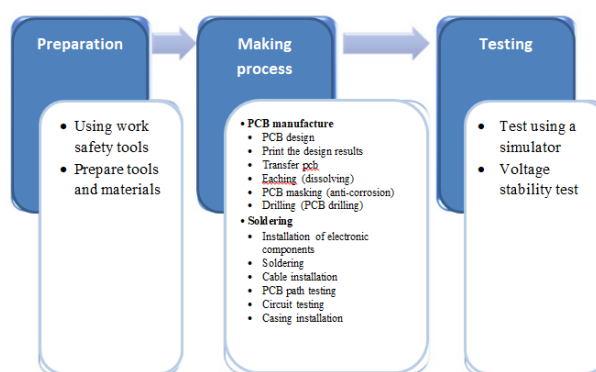 Preparation
• Using work
safety tools
• Prepare tools
and materials
Making
process
• PCB manufacture
• PCB design
• Print the design results
• Transfer pcb
• Eaching (dissolving)
• PCB masking (anti-corrosion)
• Drilling (PCB drilling)
• Soldering
• Installation of electronic
components
• Soldering
• Cable installation
• PCB path testing
• Circuit testing
• Casing installation
Testing
• Test using a
simulator
• Voltage
stability test